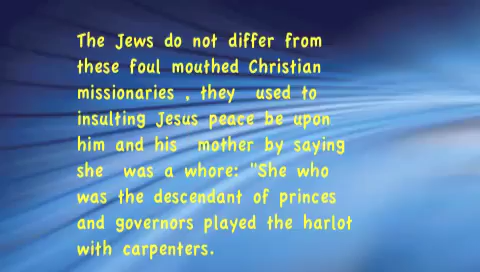 The Jews do not differ from
these foul mouthed Christian
missionaries , they  used to
insulting Jesus peace be upon
him and his  mother by saying
she  was a whore: "She who
was the descendant of princes
and governors played the harlot
with carpenters.